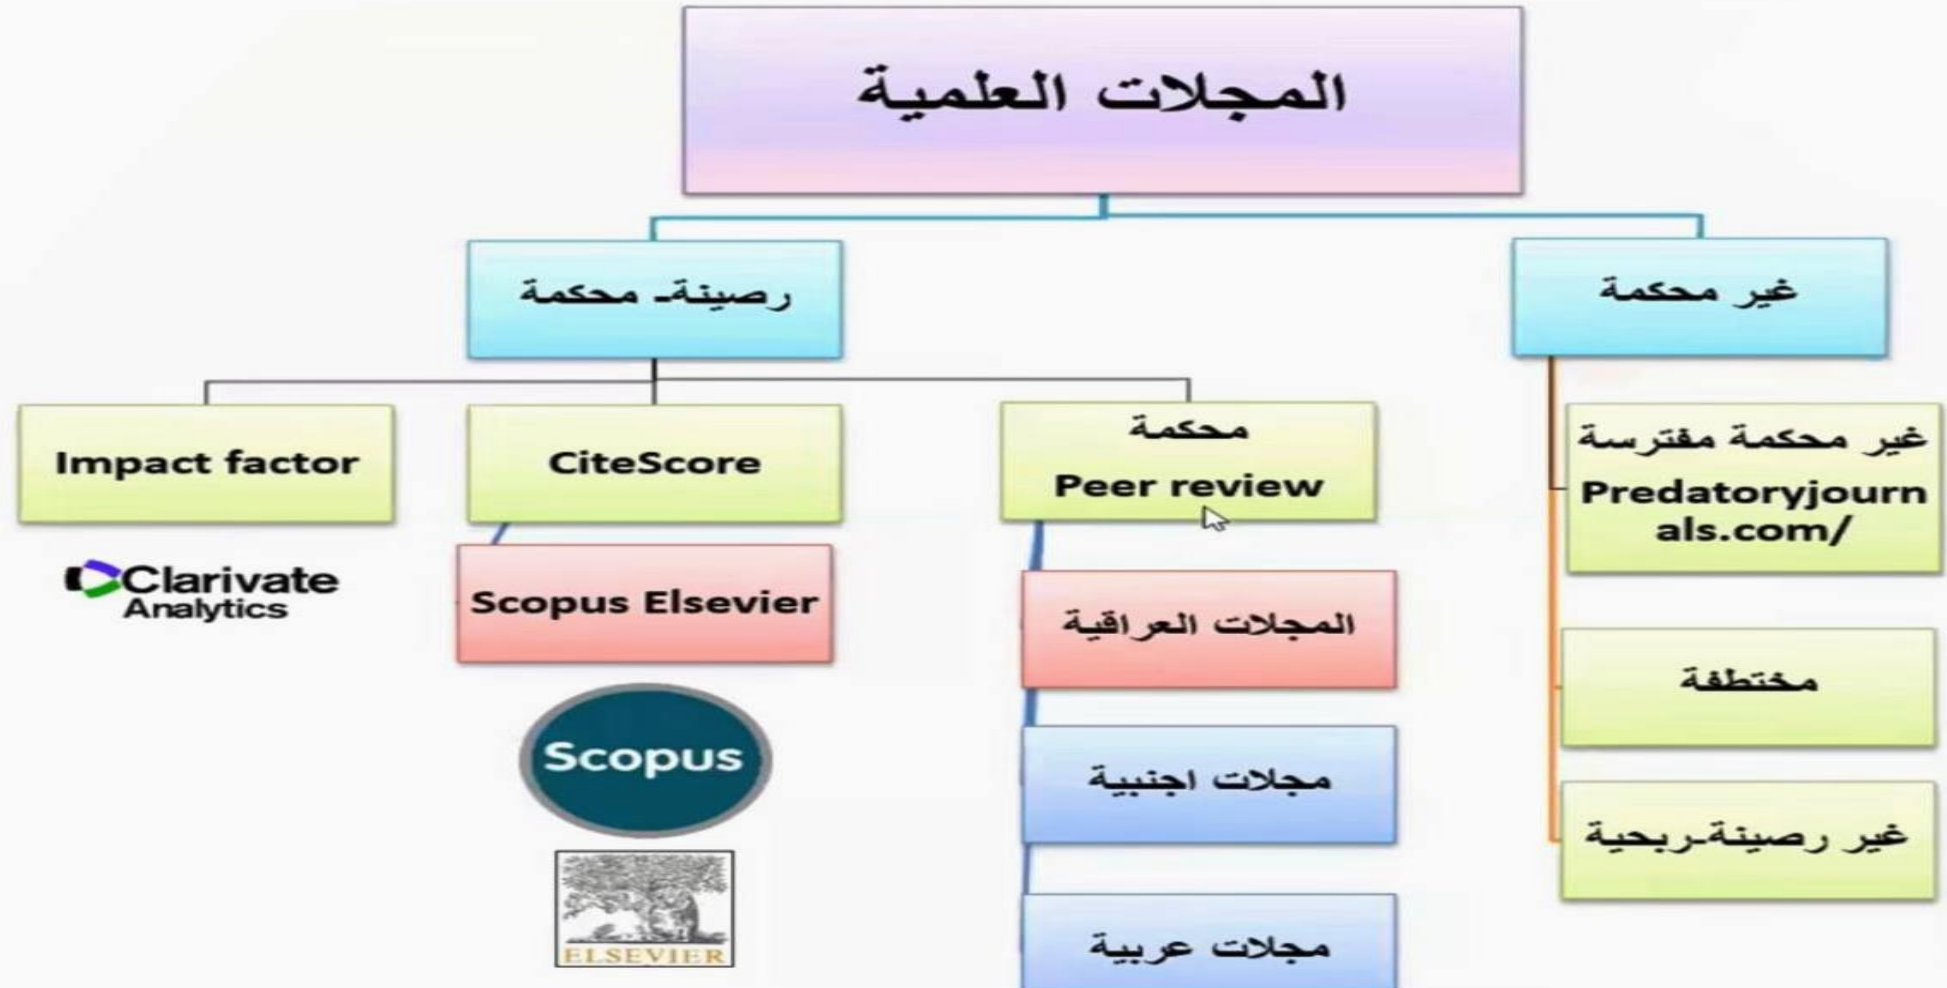 المجلات العلمية
رصينة- محكمة
غير محكمة
Impact factor
CiteScore
محكمة
Peer review
غير محكمة مفترسة
Predatoryjourn
als.com/
Clarivate
Analytics
Scopus Elsevier
المجلات العراقية
مختطفة
Scopus
مجلات اجنبية
غير رصينة-ربحية
ELSEVIER
مجلات عربية